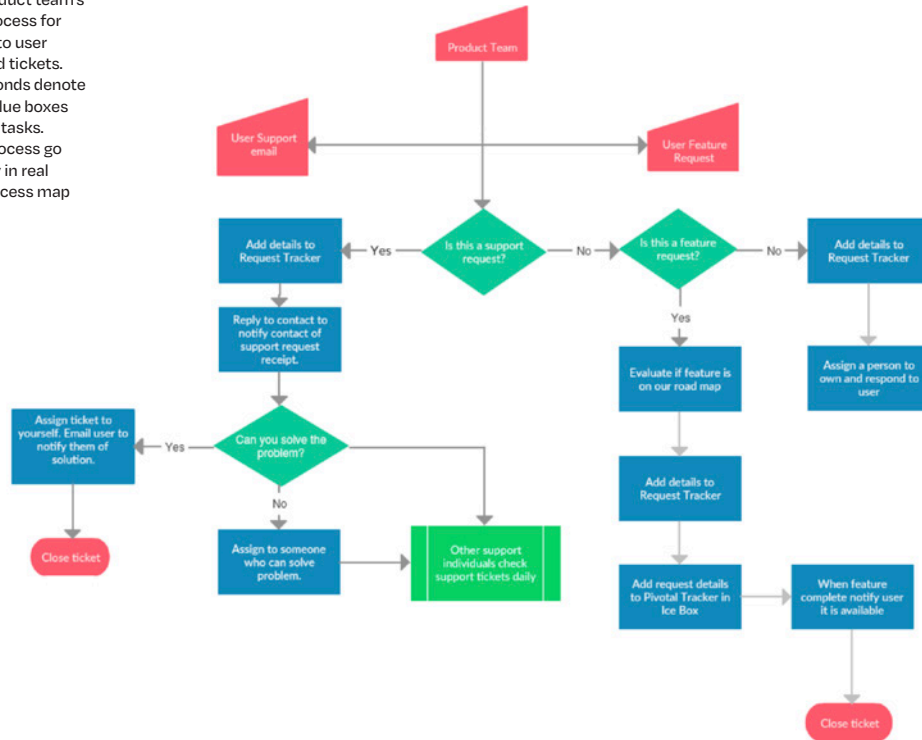 duct team's
ocess for
to user
d tickets.
onds denote
lue boxes
tasks.
ocess go
in real
cess map
Product Team
User Support
email
User Feature
Request
Add details to
Request Tracker
Yes
Is this a support
request?
No
Is this a feature
request?
No
Add details to
Request Tracker
Reply to contact to
notify contact of
support request
receipt.
Yes
Evaluate if feature is
on our road map
Assign a person to
own and respond to
user
Assign ticket to
yourself. Email user to
notify them of
solution.
Yes
Can you solve the
problem?
No
Add details to
Request Tracker
Close ticket
Assign to someone
who can solve
problem.
Other support
individuals check
support tickets daily
Add request details
to Pivotal Tracker in
Ice Box
When feature
complete notify user
it is available
Close ticket